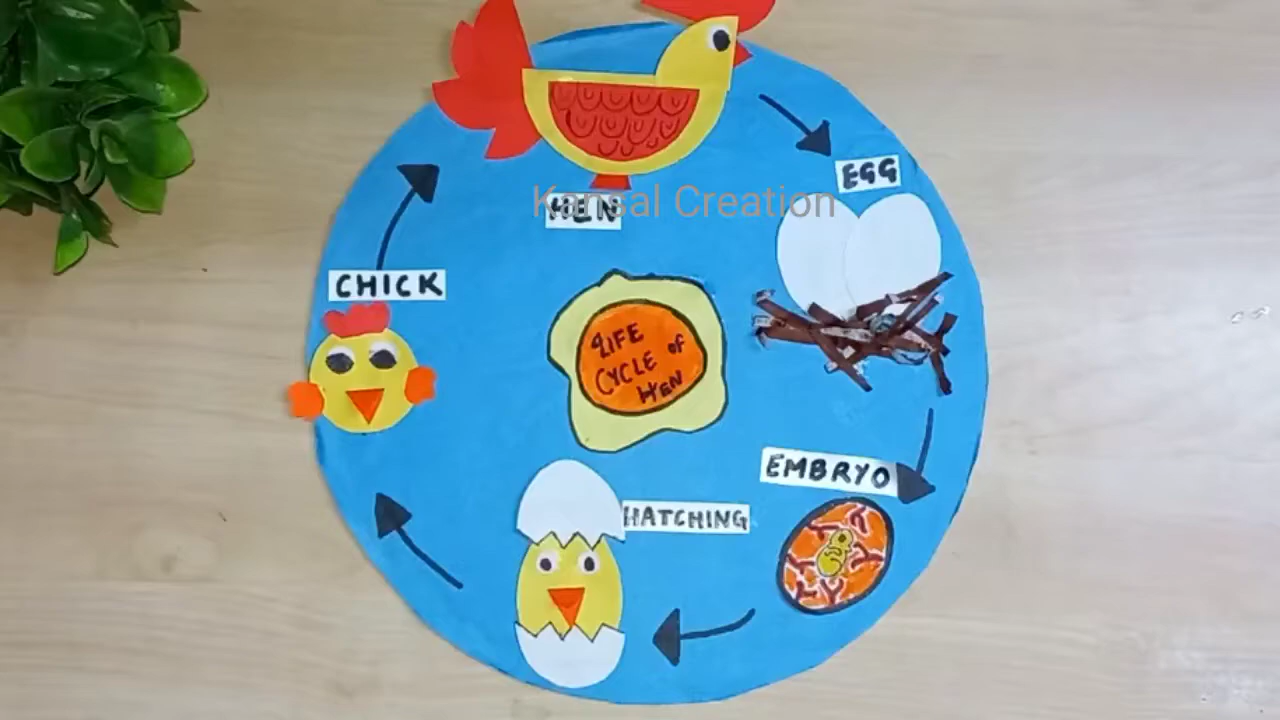 HEN
Kansal Creation
EGG
CHICK
LIFE
CYCLE of
HEN
EMBRYO
HATCHING